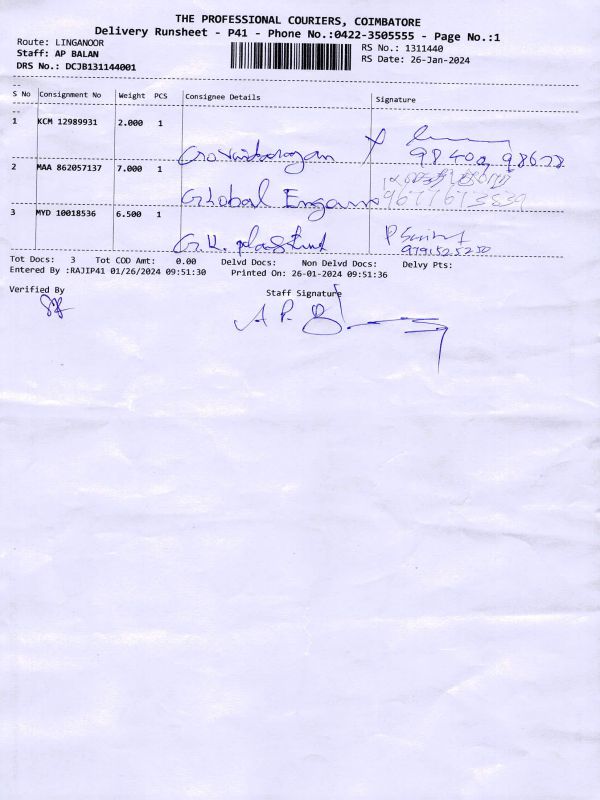 THE PROFESSIONAL COURIERS, COIMBATORE
Delivery Runsheet - P41 - Phone No.:0422-3505555 - Page No.:1
Route: LINGANOOR
RS No.: 1311440
Staff: AP BALAN
RS Date: 26-Jan-2024
DRS No.: DCJB131144001
S No Consignment No Weight PCS Consignee Details Signature
1 KCM 12989931 2.000 1
2 MAA 862057137 7.000 1 Global
3 MYD 10018536 6.500 1 G.K.
Tot Docs: 3 Tot COD Amt: 0.00 Delvd Docs: Non Delvd Docs: Delvy Pts:
Entered By :RAJIP41 01/26/2024 09:51:30 Printed On: 26-01-2024 09:51:36
Verified By Staff Signature
A P.